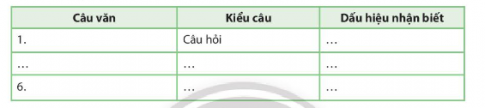 Câu văn Kiểu câu Dấu hiệu nhận biết
1. Câu hỏi ...
... ... ...
6. ... ...